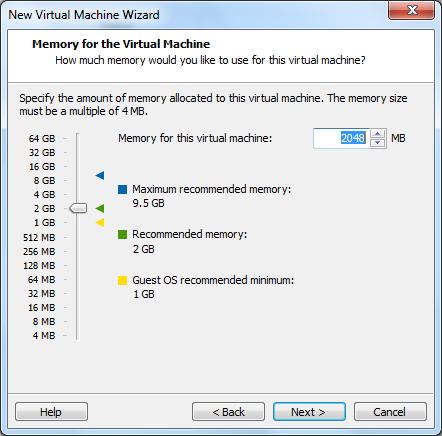 New Virtual Machine Wizard
Memory for the Virtual Machine
How much memory would you like to use for this virtual machine?
Specify the amount of memory allocated to this virtual machine. The memory size
must be a multiple of 4 MB.
64 GB
32 GB
16 GB
8 GB
4 GB
2 GB
1 GB
512 MB
256 MB
128 MB
64 MB
32 MB
16 MB
8 MB
4 MB
Memory for this virtual machine: 2048 MB
Maximum recommended memory:
9.5 GB
Recommended memory:
2 GB
Guest OS recommended minimum:
1 GB
Help < Back Next > Cancel